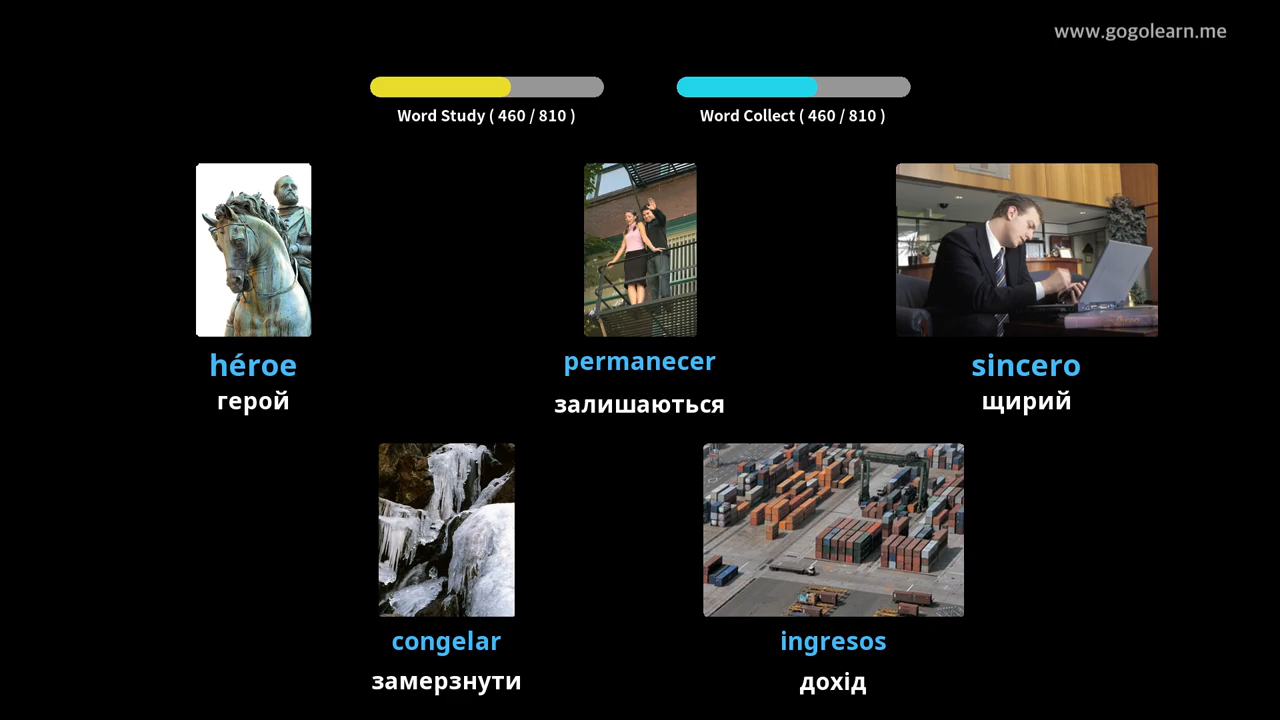 www.gogolearn.me
Word Study ( 460 / 810 )
Word Collect ( 460 / 810 )
héroe
герой
permanecer
залишаються
sincero
щирий
congelar
замерзнути
ingresos
дохід